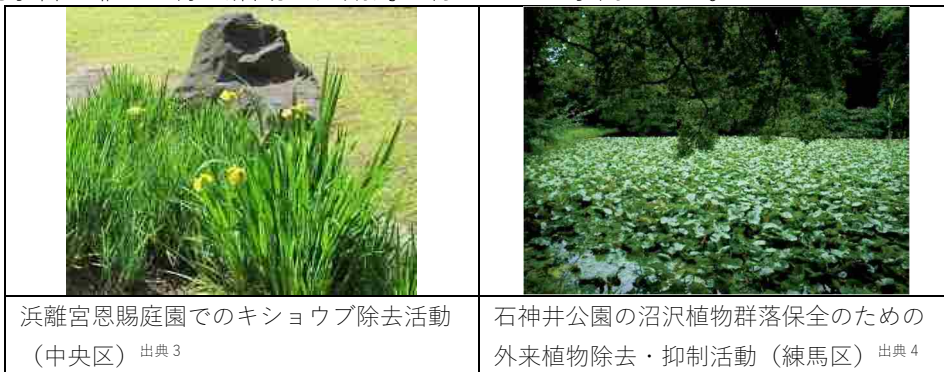 浜離宮恩賜庭園でのキショウブ除去活動
（中央区）出典3
石神井公園の沼沢植物群落保全のための
外来植物除去・抑制活動（練馬区）出典4